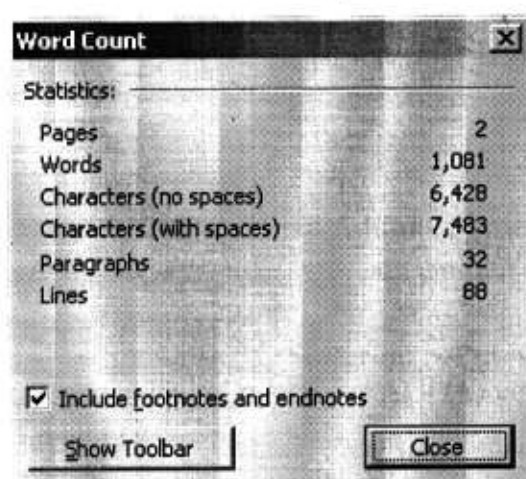 Word Count
Statistics:
Pages 2
Words 1,081
Characters (no spaces) 6,428
Characters (with spaces) 7,483
Paragraphs 32
Lines 88
Include footnotes and endnotes
Show Toolbar Close